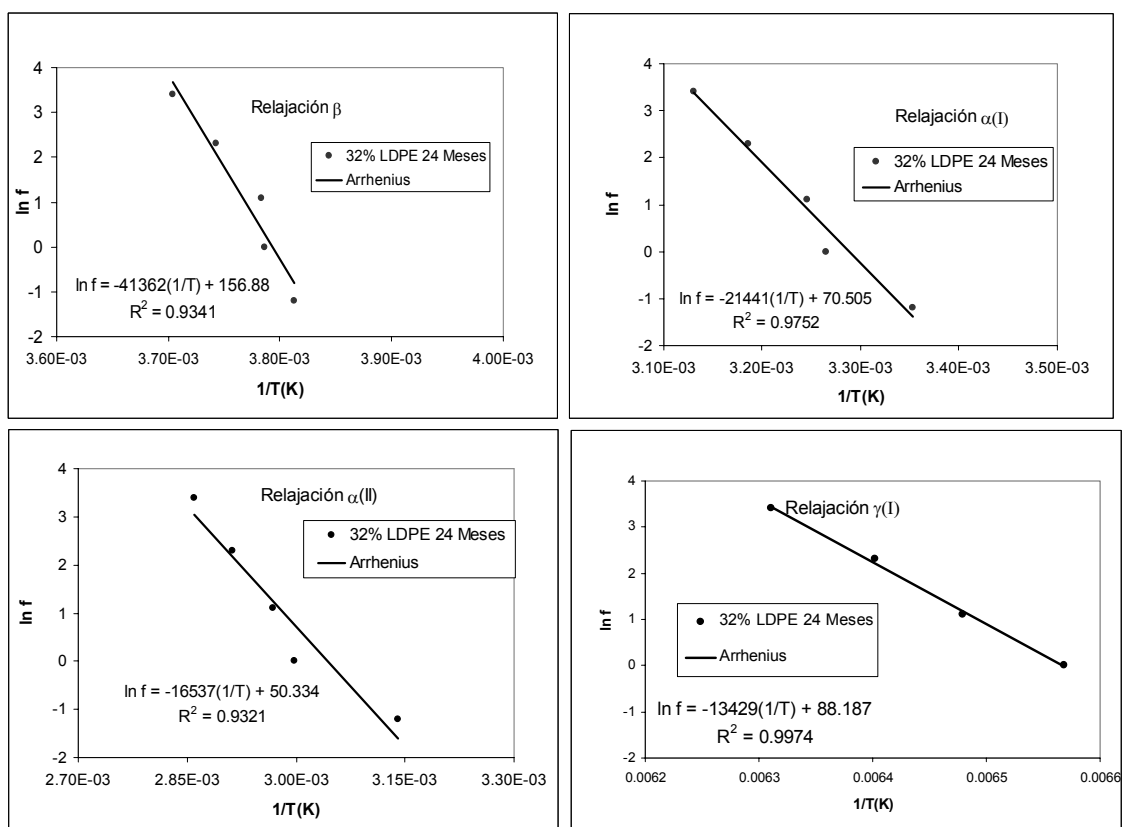 4
3
2
1
0
-1
-2
ln f
Relajación β
32% LDPE 24 Meses
Arrhenius
ln f = -41362(1/T) + 156.88
R² = 0.9341
3.60E-03 3.70E-03 3.80E-03 3.90E-03 4.00E-03
1/T(K)
4
3
2
1
0
-1
-2
ln f
Relajación α(I)
32% LDPE 24 Meses
Arrhenius
ln f = -21441(1/T) + 70.505
R² = 0.9752
3.10E-03 3.20E-03 3.30E-03 3.40E-03 3.50E-03
1/T(K)
4
3
2
1
0
-1
-2
ln f
Relajación α(II)
32% LDPE 24 Meses
Arrhenius
ln f = -16537(1/T) + 50.334
R² = 0.9321
2.70E-03 2.85E-03 3.00E-03 3.15E-03 3.30E-03
1/T(K)
4
3
2
1
0
-1
-2
ln f
Relajación γ(I)
32% LDPE 24 Meses
Arrhenius
ln f = -13429(1/T) + 88.187
R² = 0.9974
0.0062 0.0063 0.0064 0.0065 0.0066
1/T(K)